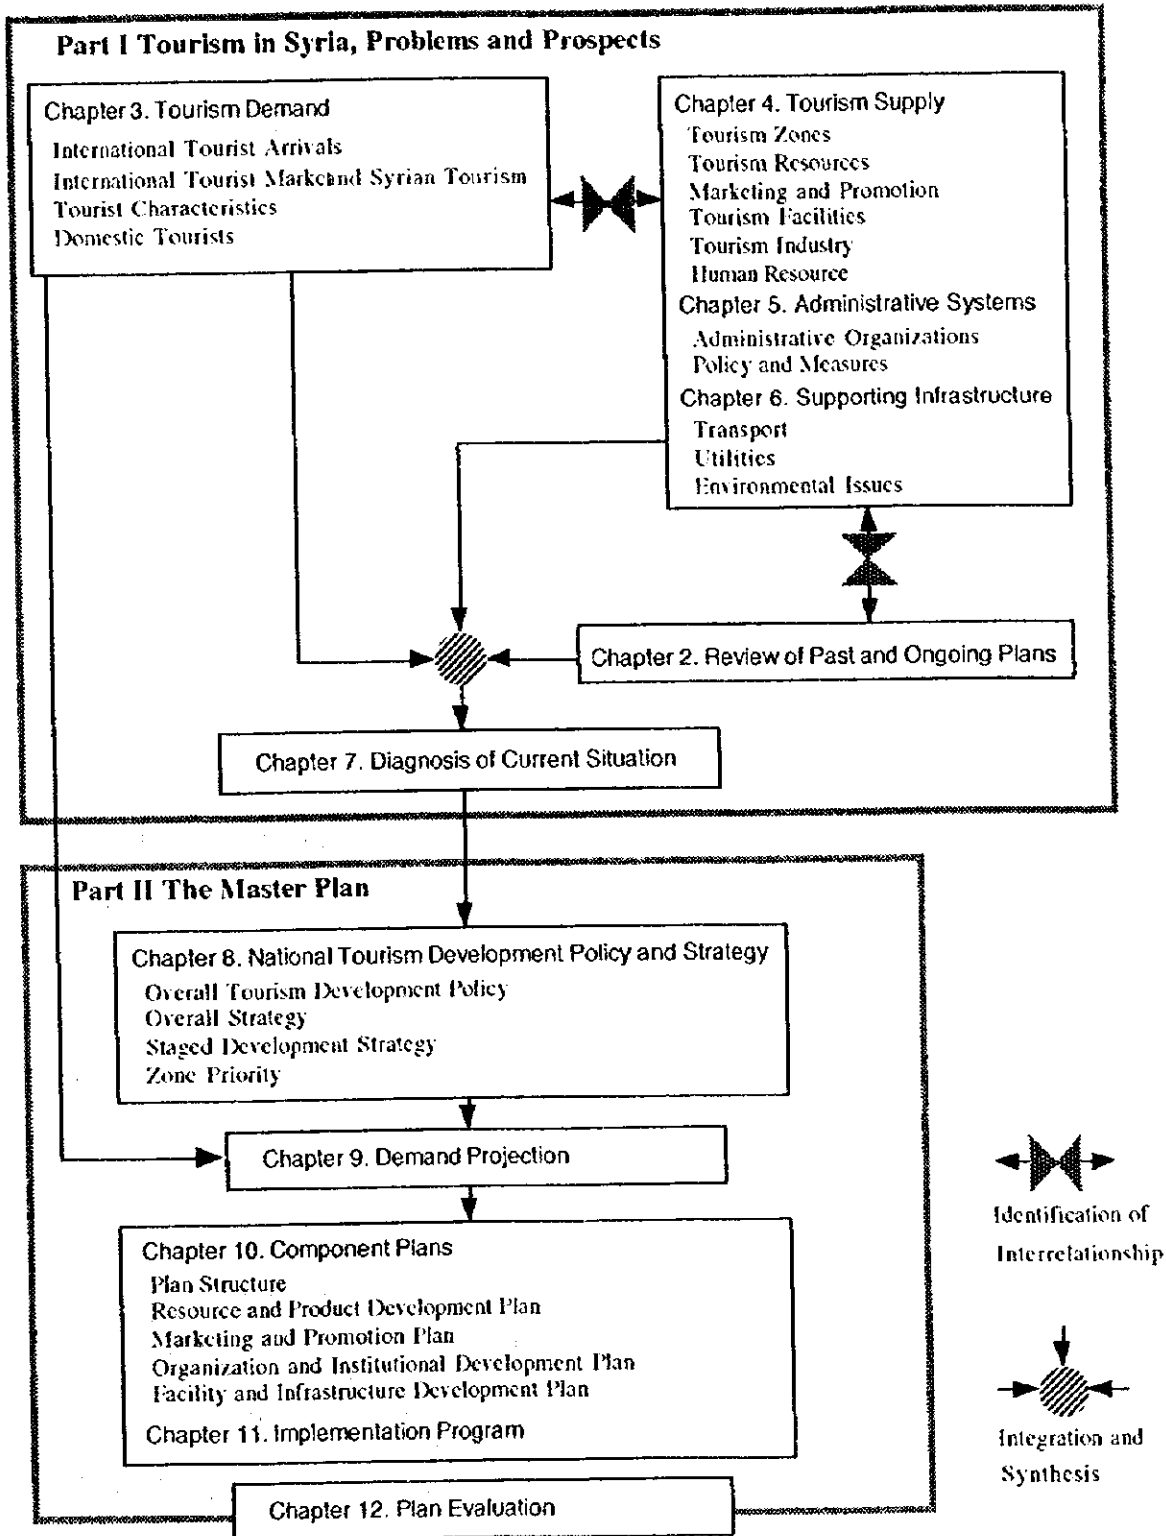 Part I Tourism in Syria, Problems and Prospects
Chapter 3. Tourism Demand
International Tourist Arrivals
International Tourist Markeand Syrian Tourism
Tourist Characteristics
Domestic Tourists
Chapter 4. Tourism Supply
Tourism Zones
Tourism Resources
Marketing and Promotion
Tourism Facilities
Tourism Industry
Human Resource
Chapter 5. Administrative Systems
Administrative Organizations
Policy and Measures
Chapter 6. Supporting Infrastructure
Transport
Utilities
Environmental Issues
Chapter 2. Review of Past and Ongoing Plans
Chapter 7. Diagnosis of Current Situation
Part II The Master Plan
Chapter 8. National Tourism Development Policy and Strategy
Overall Tourism Development Policy
Overall Strategy
Staged Development Strategy
Zone Priority
Chapter 9. Demand Projection
Chapter 10. Component Plans
Plan Structure
Resource and Product Development Plan
Marketing and Promotion Plan
Organization and Institutional Development Plan
Facility and Infrastructure Development Plan
Chapter 11. Implementation Program
Chapter 12. Plan Evaluation
Identification of
Interrelationship
Integration and
Synthesis